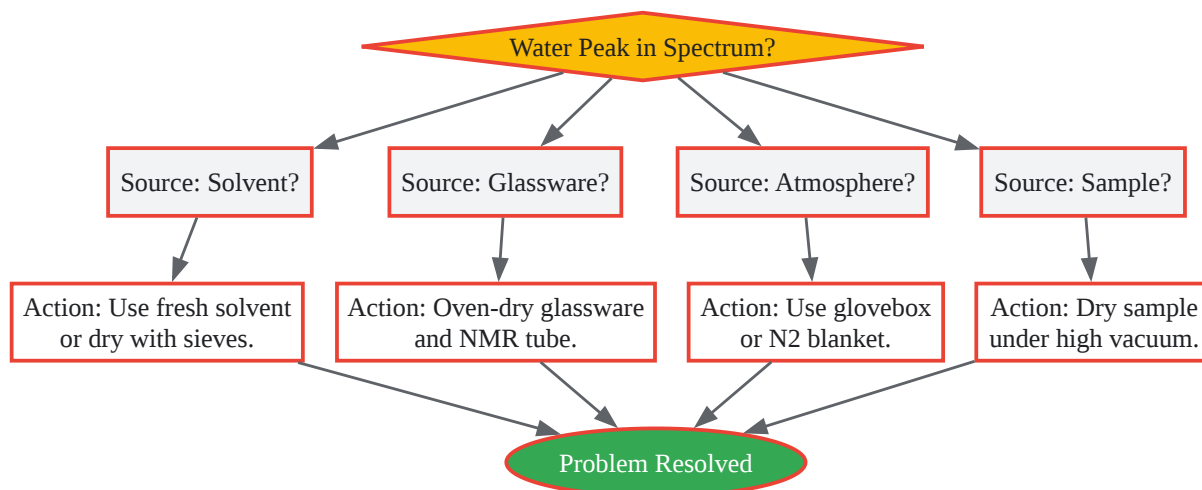 Water Peak in Spectrum?
Source: Solvent?
Source: Glassware?
Source: Atmosphere?
Source: Sample?
Action: Use fresh solvent
or dry with sieves.
Action: Oven-dry glassware
and NMR tube.
Action: Use glovebox
or N2 blanket.
Action: Dry sample
under high vacuum.
Problem Resolved